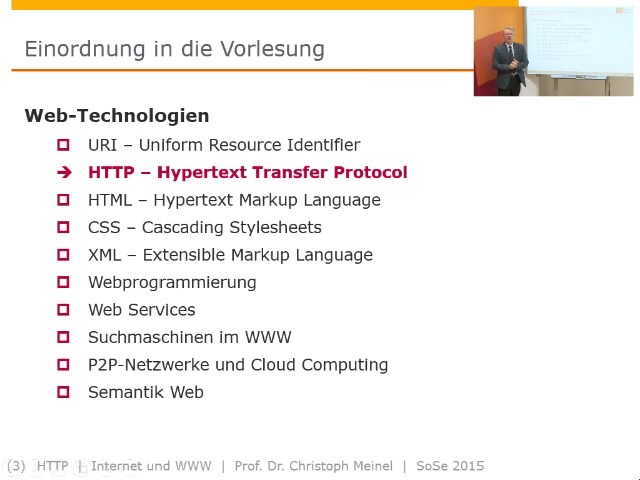 Einordnung in die Vorlesung
Web-Technologien
URI – Uniform Resource Identifier
HTTP – Hypertext Transfer Protocol
HTML – Hypertext Markup Language
CSS – Cascading Stylesheets
XML – Extensible Markup Language
Webprogrammierung
Web Services
Suchmaschinen im WWW
P2P-Netzwerke und Cloud Computing
Semantik Web
(3) HTTP | Internet und WWW | Prof. Dr. Christoph Meinel | SoSe 2015